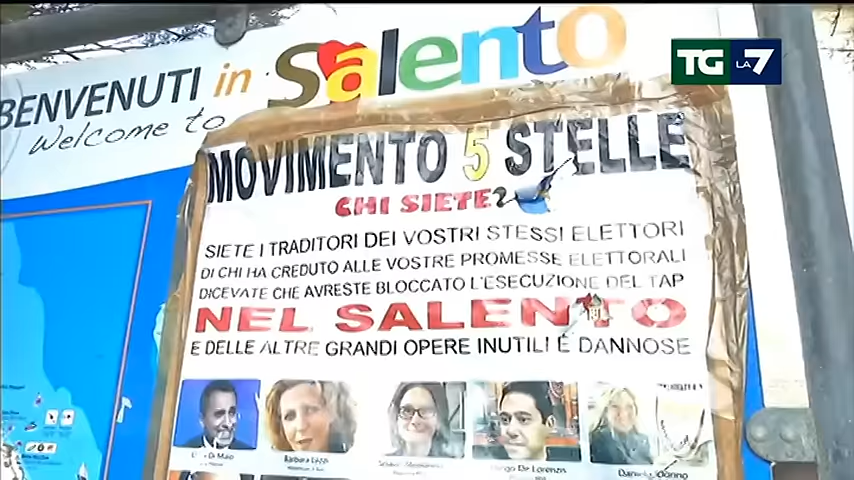 BENVENUTI in Salento
Welcome to
TG LA7
MOVIMENTO 5 STELLE
CHI SIETE?
SIETE I TRADITORI DEI VOSTRI STESSI ELETTORI
DI CHI HA CREDUTO ALLE VOSTRE PROMESSE ELETTORALI
DICEVATE CHE AVRESTE BLOCCATO L'ESECUZIONE DEL TAP
NEL SALENTO
E DELLE ALTRE GRANDI OPERE INUTILI E DANNOSE
Di Maio
Barbara Lezzi
De Lorenzis